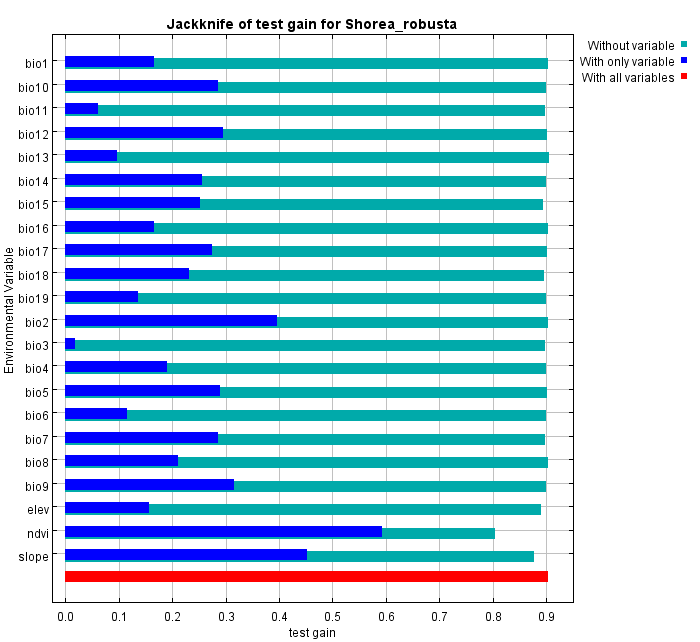 Jackknife of test gain for Shorea_robusta
Without variable
With only variable
With all variables
Environmental Variable
bio1
bio10
bio11
bio12
bio13
bio14
bio15
bio16
bio17
bio18
bio19
bio2
bio3
bio4
bio5
bio6
bio7
bio8
bio9
elev
ndvi
slope
0.0 0.1 0.2 0.3 0.4 0.5 0.6 0.7 0.8 0.9
test gain